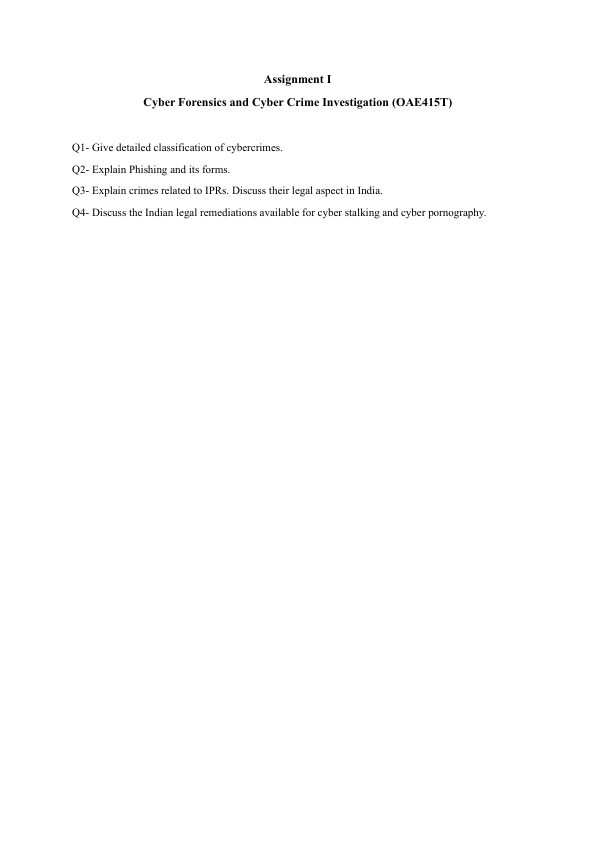 Assignment I
Cyber Forensics and Cyber Crime Investigation (OAE415T)
Q1- Give detailed classification of cybercrimes.
Q2- Explain Phishing and its forms.
Q3- Explain crimes related to IPRs. Discuss their legal aspect in India.
Q4- Discuss the Indian legal remediations available for cyber stalking and cyber pornography.